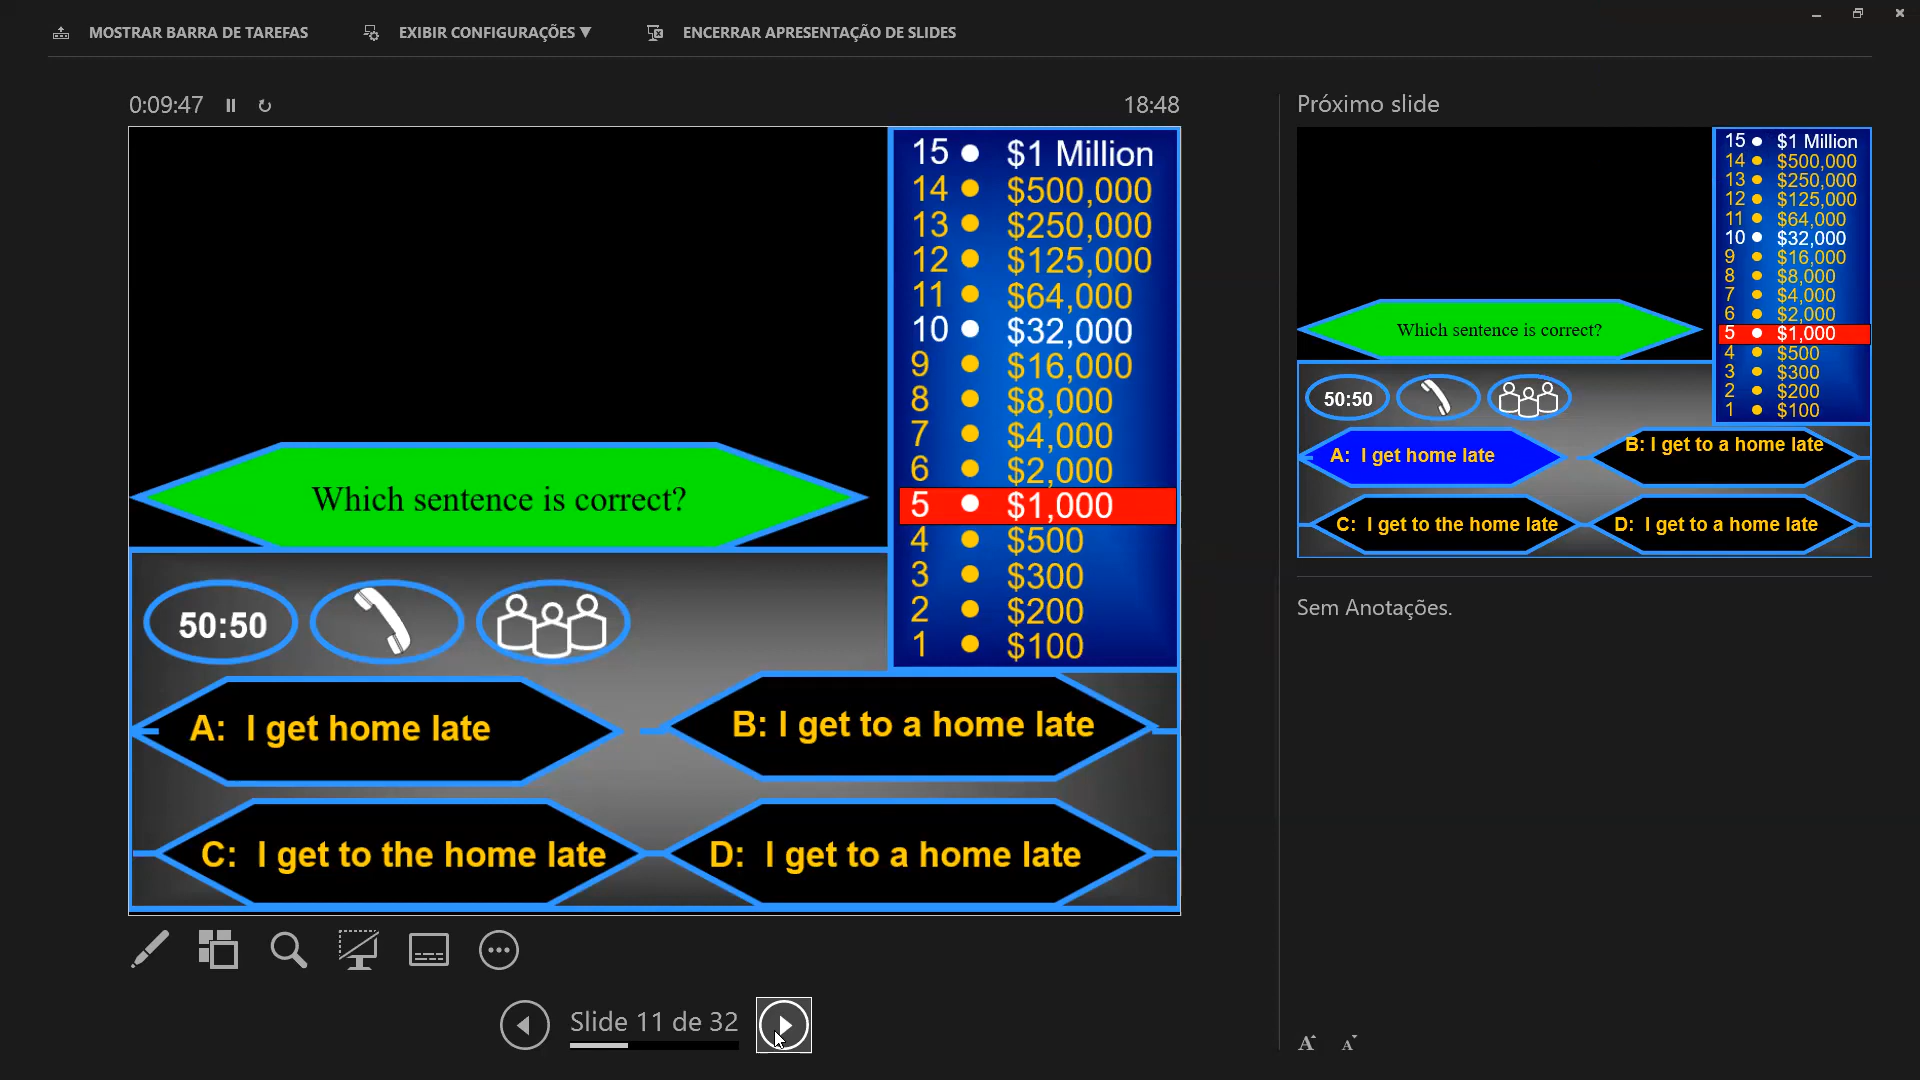 MOSTRAR BARRA DE TAREFAS
EXIBIR CONFIGURAÇÕES ▼
ENCERRAR APRESENTAÇÃO DE SLIDES
0:09:47
18:48
15 • $1 Million
14 • $500,000
13 • $250,000
12 • $125,000
11 • $64,000
10 • $32,000
9 • $16,000
8 • $8,000
7 • $4,000
6 • $2,000
5 • $1,000
4 • $500
3 • $300
2 • $200
1 • $100
Which sentence is correct?
50:50
A: I get home late
B: I get to a home late
C: I get to the home late
D: I get to a home late
Slide 11 de 32
Próximo slide
15 • $1 Million
14 • $500,000
13 • $250,000
12 • $125,000
11 • $64,000
10 • $32,000
9 • $16,000
8 • $8,000
7 • $4,000
6 • $2,000
5 • $1,000
4 • $500
3 • $300
2 • $200
1 • $100
Which sentence is correct?
50:50
A: I get home late
B: I get to a home late
C: I get to the home late
D: I get to a home late
Sem Anotações.
A A